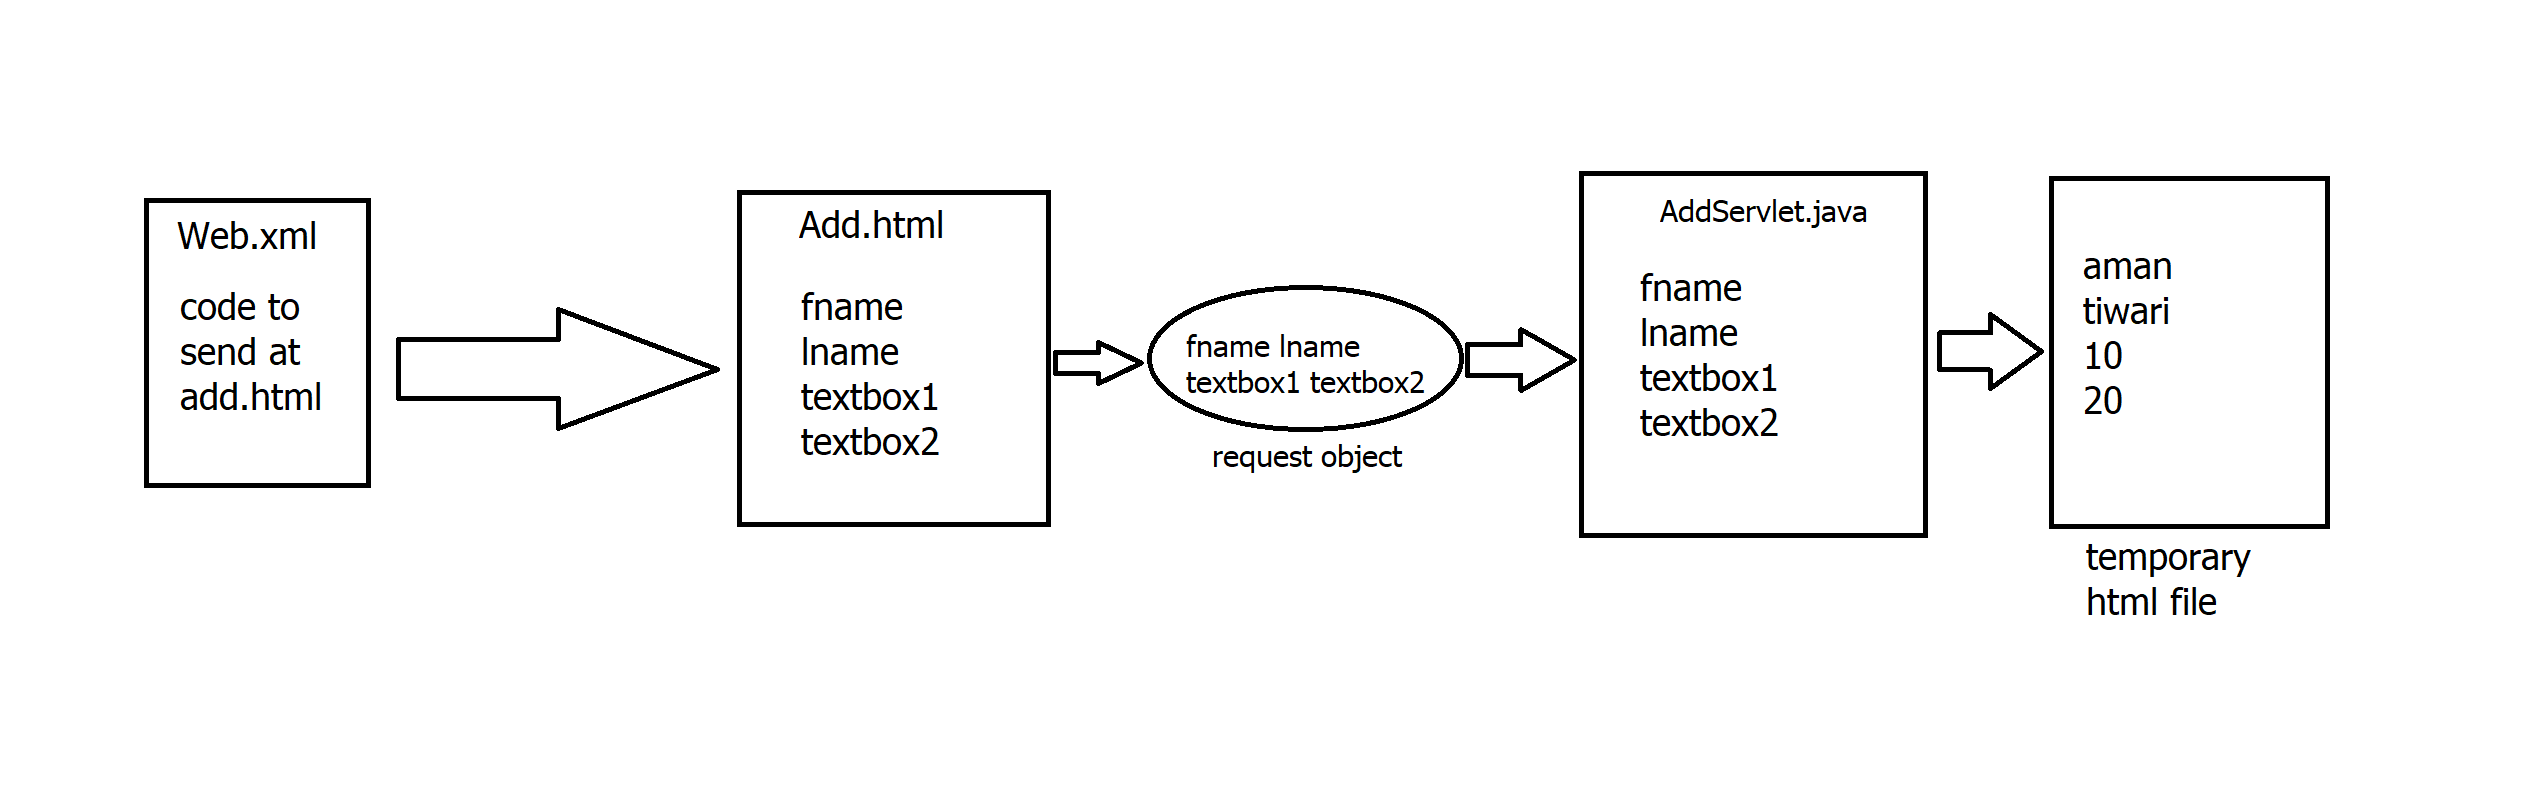 Web.xml
code to
send at
add.html
Add.html
fname
lname
textbox1
textbox2
fname lname
textbox1 textbox2
request object
AddServlet.java
fname
lname
textbox1
textbox2
aman
tiwari
10
20
temporary
html file